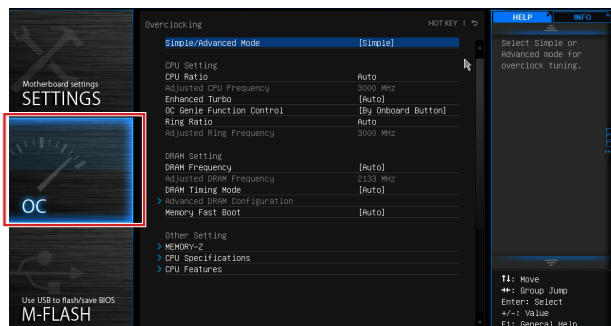 Motherboard settings
SETTINGS
OC
Use USB to flash/save BIOS
M-FLASH
Overclocking
HOT KEY
Simple/Advanced Mode [Simple]
CPU Setting
CPU Ratio Auto
Adjusted CPU Frequency 3000 MHz
Enhanced Turbo [Auto]
OC Genie Function Control [By Onboard Button]
Ring Ratio Auto
Adjusted Ring Frequency 3000 MHz
DRAM Setting
DRAM Frequency [Auto]
Adjusted DRAM Frequency 2133 MHz
DRAM Timing Mode [Auto]
> Advanced DRAM Configuration
Memory Fast Boot [Auto]
Other Setting
> MEMORY-Z
> CPU Specifications
> CPU Features
HELP INFO
Select Simple or
Advanced mode for
overclock tuning.
↑↓: Move
→←: Group Jump
Enter: Select
+/-: Value
F1: General Help